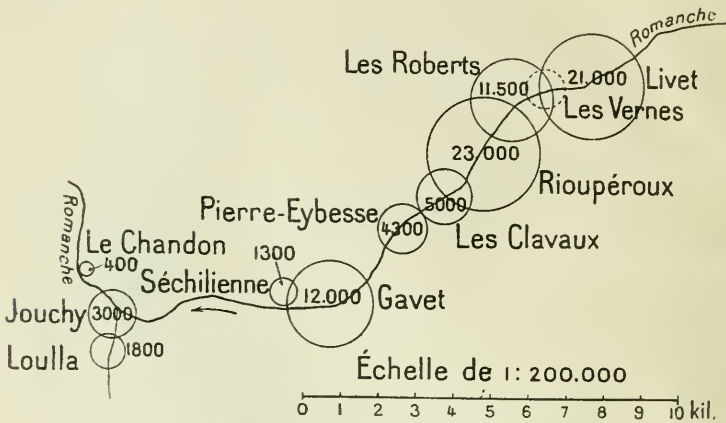 Romanche
Les Roberts
21.000
Livet
11.500
Les Vernes
23.000
Rioupéroux
5000
Pierre-Eybesse
4300
Les Clavaux
Romanche
Le Chandon
400
1300
Séchilienne
12.000
Gavet
Jouchy
3000
Loulla
1800
Échelle de 1:200.000
0 1 2 3 4 5 6 7 8 9 10 kil.